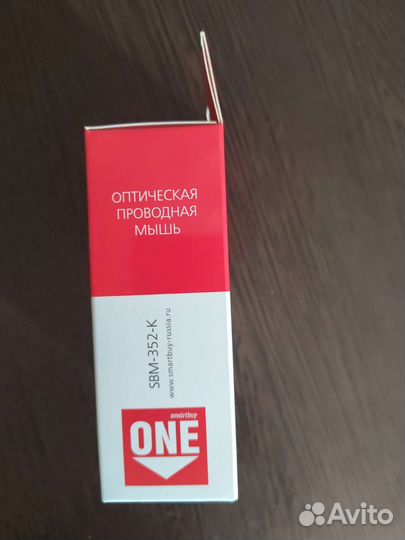 ОПТИЧЕСКАЯ
ПРОВОДНАЯ
МЫШЬ
SBM-352-K
www.smartbuy-russia.ru
smartbuy
ONE
Avito